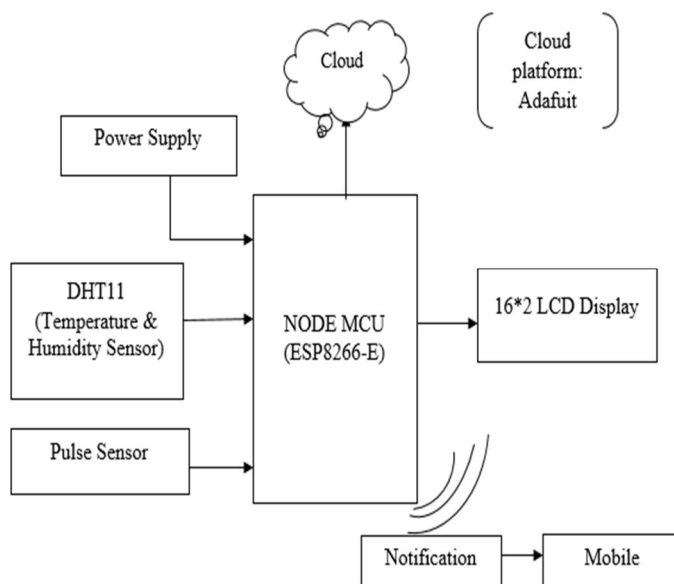 Cloud
Cloud
platform:
Adafuit
Power Supply
DHT11
(Temperature &
Humidity Sensor)
NODE MCU
(ESP8266-E)
16*2 LCD Display
Pulse Sensor
Notification
Mobile